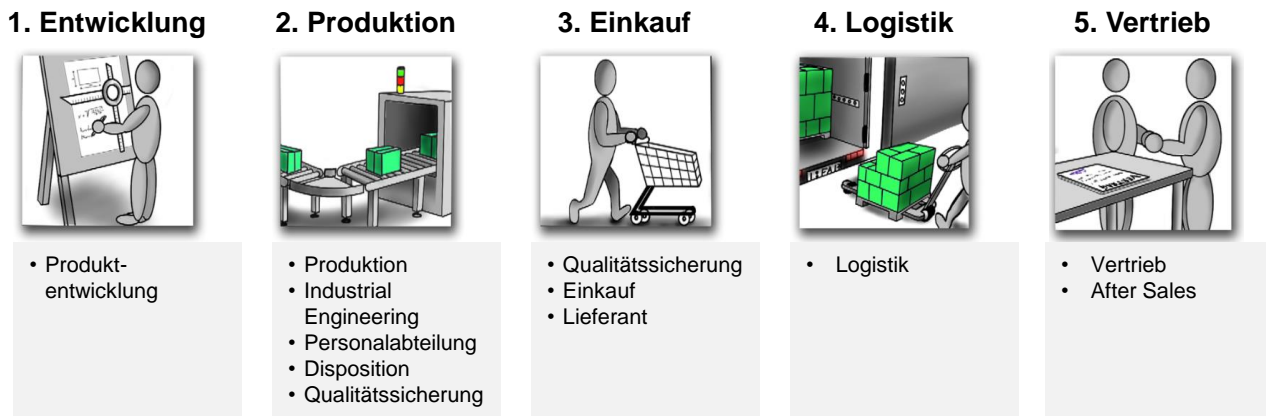 1. Entwicklung
2. Produktion
3. Einkauf
4. Logistik
5. Vertrieb
• Produkt-
entwicklung
• Produktion
• Industrial
Engineering
• Personalabteilung
• Disposition
• Qualitätssicherung
• Qualitätssicherung
• Einkauf
• Lieferant
• Logistik
• Vertrieb
• After Sales